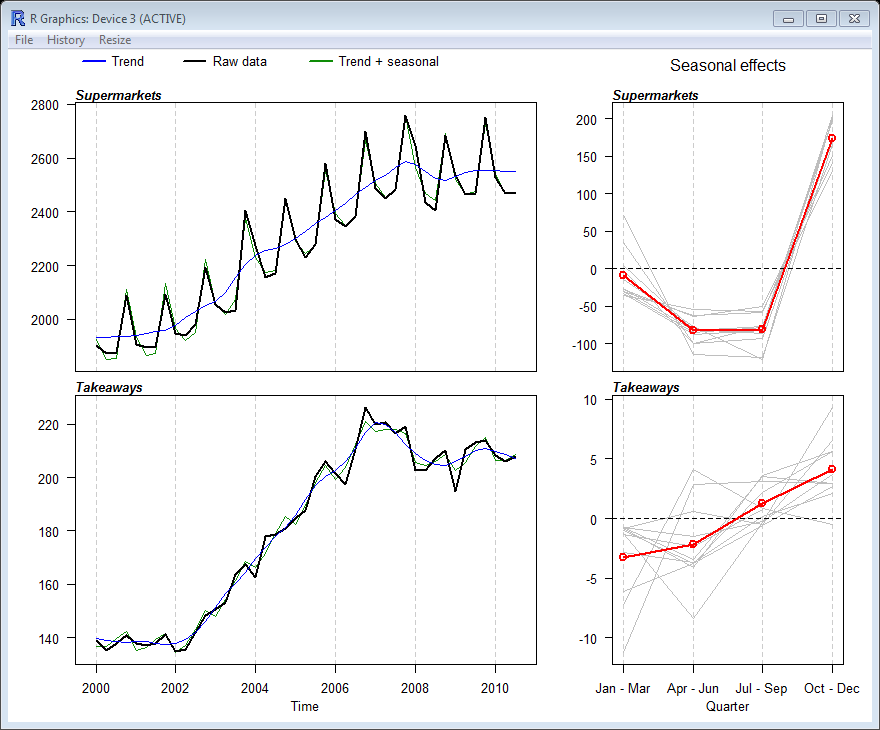 R Graphics: Device 3 (ACTIVE)
File History Resize
Trend Raw data Trend + seasonal
Seasonal effects
Supermarkets
2800
2600
2400
2200
2000
Takeaways
220
200
180
160
140
2000 2002 2004 2006 2008 2010
Time
Supermarkets
200
150
100
50
0
-50
-100
Takeaways
10
5
0
-5
-10
Jan - Mar Apr - Jun Jul - Sep Oct - Dec
Quarter